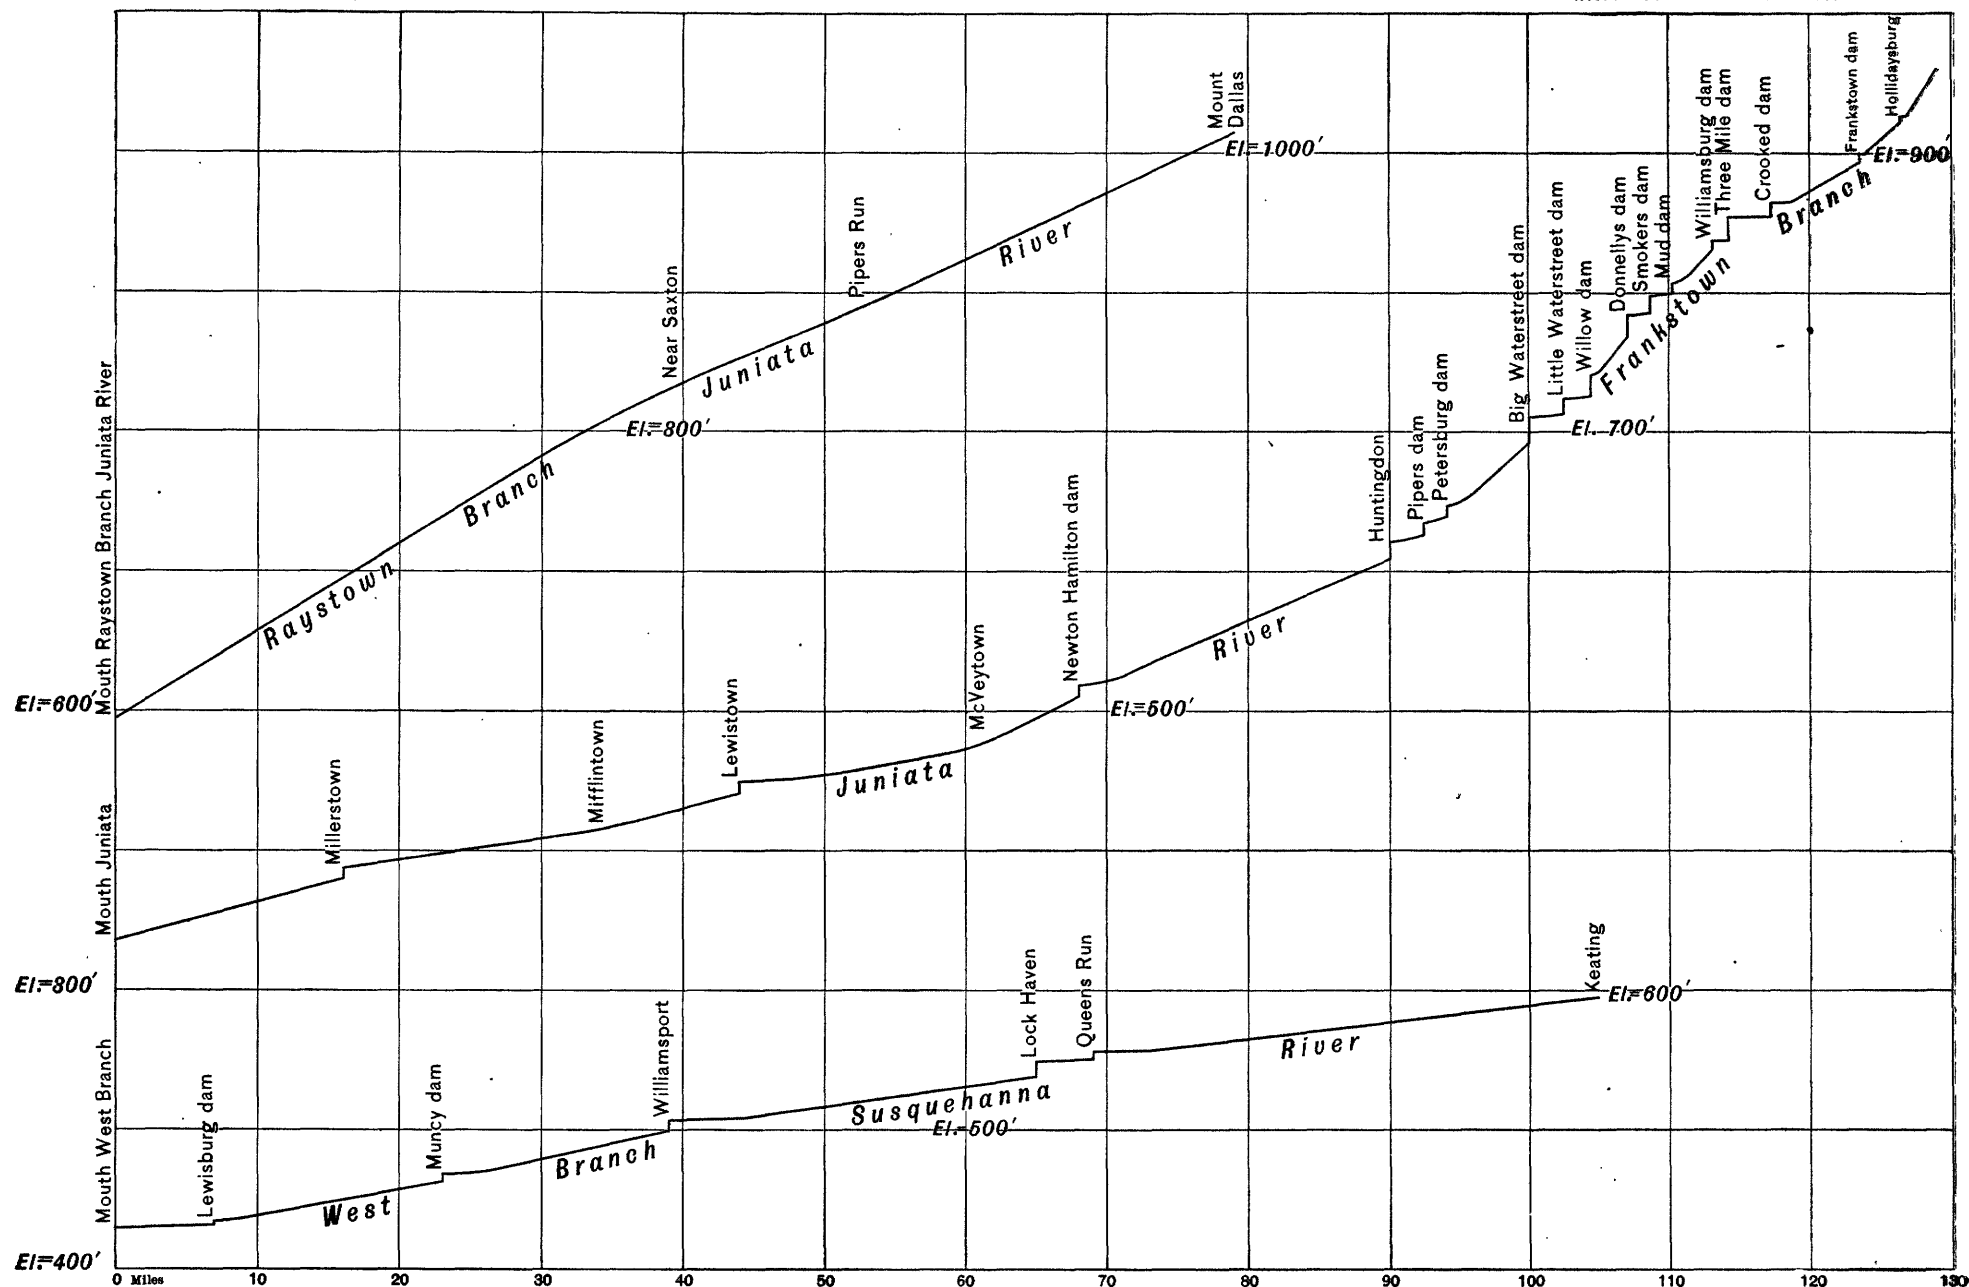 Mount
Dallas
El.=1000'
Hollidaysburg
Frankstown dam
El.=900'
Crooked dam
Three Mile dam
Williamsburg dam
Branch
Mud dam
Smokers dam
Donnellys dam
Frankstown
Willow dam
Little Waterstreet dam
Big Waterstreet dam
El. 700'
Pipers Run
River
Near Saxton
Juniata
El.=800'
Branch
Raystown
Mouth Raystown Branch Juniata River
El.=600'
Petersburg dam
Pipers dam
Huntingdon
River
Newton Hamilton dam
El.=500'
McVeytown
Juniata
Lewistown
Mifflintown
Millerstown
Mouth Juniata
El.=800'
Keating
El.=600'
River
Queens Run
Lock Haven
Susquehanna
El.=500'
Williamsport
Branch
Muncy dam
West
Lewisburg dam
Mouth West Branch
El.=400'
0 Miles 10 20 30 40 50 60 70 80 90 100 110 120 130